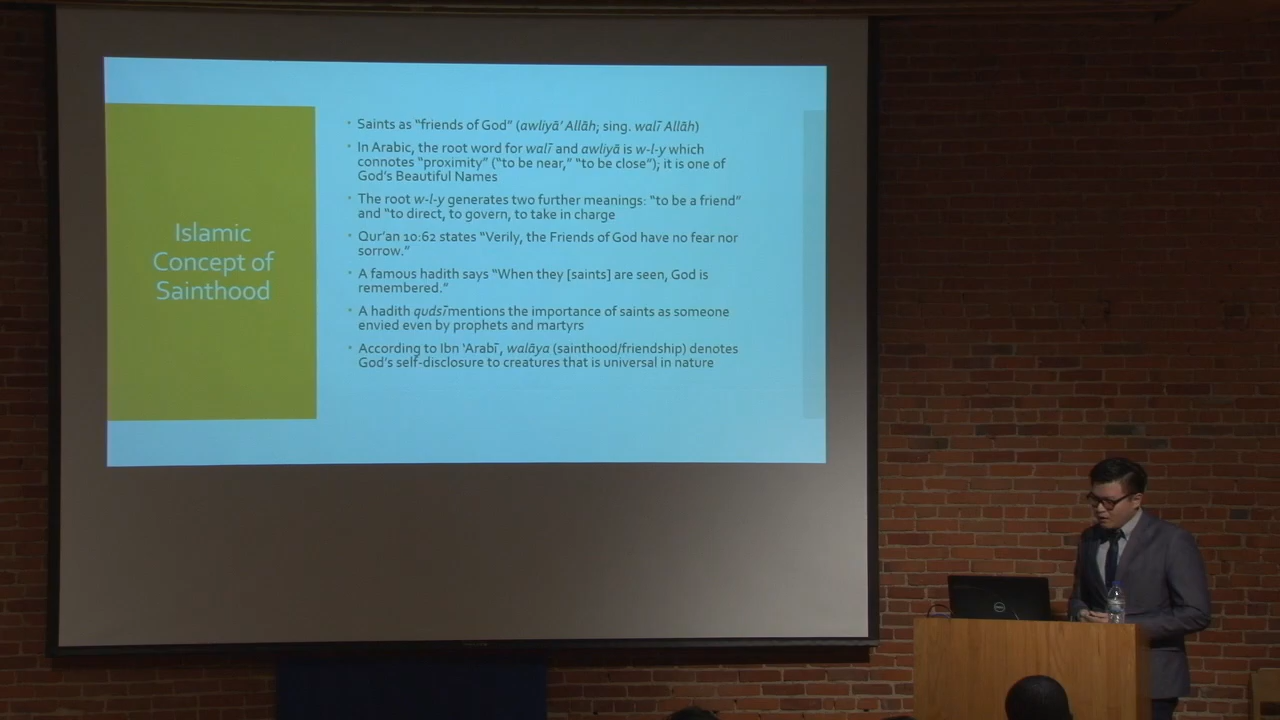 Islamic
Concept of
Sainthood
• Saints as “friends of God” (awliyā’ Allāh; sing. walī Allāh)
• In Arabic, the root word for walī and awliyā is w-l-y which
connotes “proximity” (“to be near,” “to be close”); it is one of
God’s Beautiful Names
• The root w-l-y generates two further meanings: “to be a friend”
and “to direct, to govern, to take in charge
• Qur’an 10:62 states “Verily, the Friends of God have no fear nor
sorrow.”
• A famous hadith says “When they [saints] are seen, God is
remembered.”
• A hadith qudsī mentions the importance of saints as someone
envied even by prophets and martyrs
• According to Ibn ‘Arabī, walāya (sainthood/friendship) denotes
God’s self-disclosure to creatures that is universal in nature
DELL